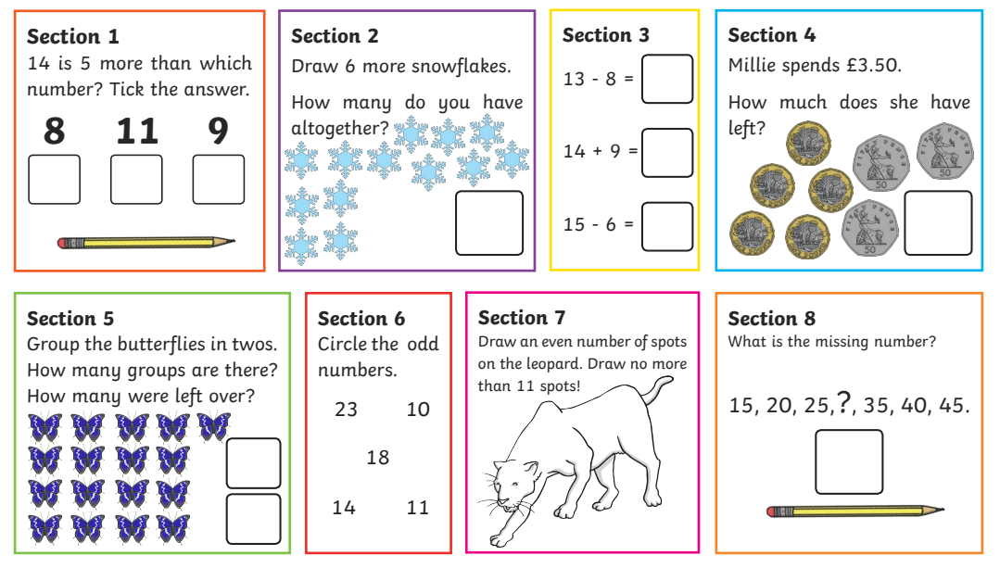 Section 1
14 is 5 more than which
number? Tick the answer.
8 11 9
Section 2
Draw 6 more snowflakes.
How many do you have
altogether?
Section 3
13 - 8 =
14 + 9 =
15 - 6 =
Section 4
Millie spends £3.50.
How much does she have
left?
50
50
50
Section 5
Group the butterflies in twos.
How many groups are there?
How many were left over?
Section 6
Circle the odd
numbers.
23 10
18
14 11
Section 7
Draw an even number of spots
on the leopard. Draw no more
than 11 spots!
Section 8
What is the missing number?
15, 20, 25,?, 35, 40, 45.